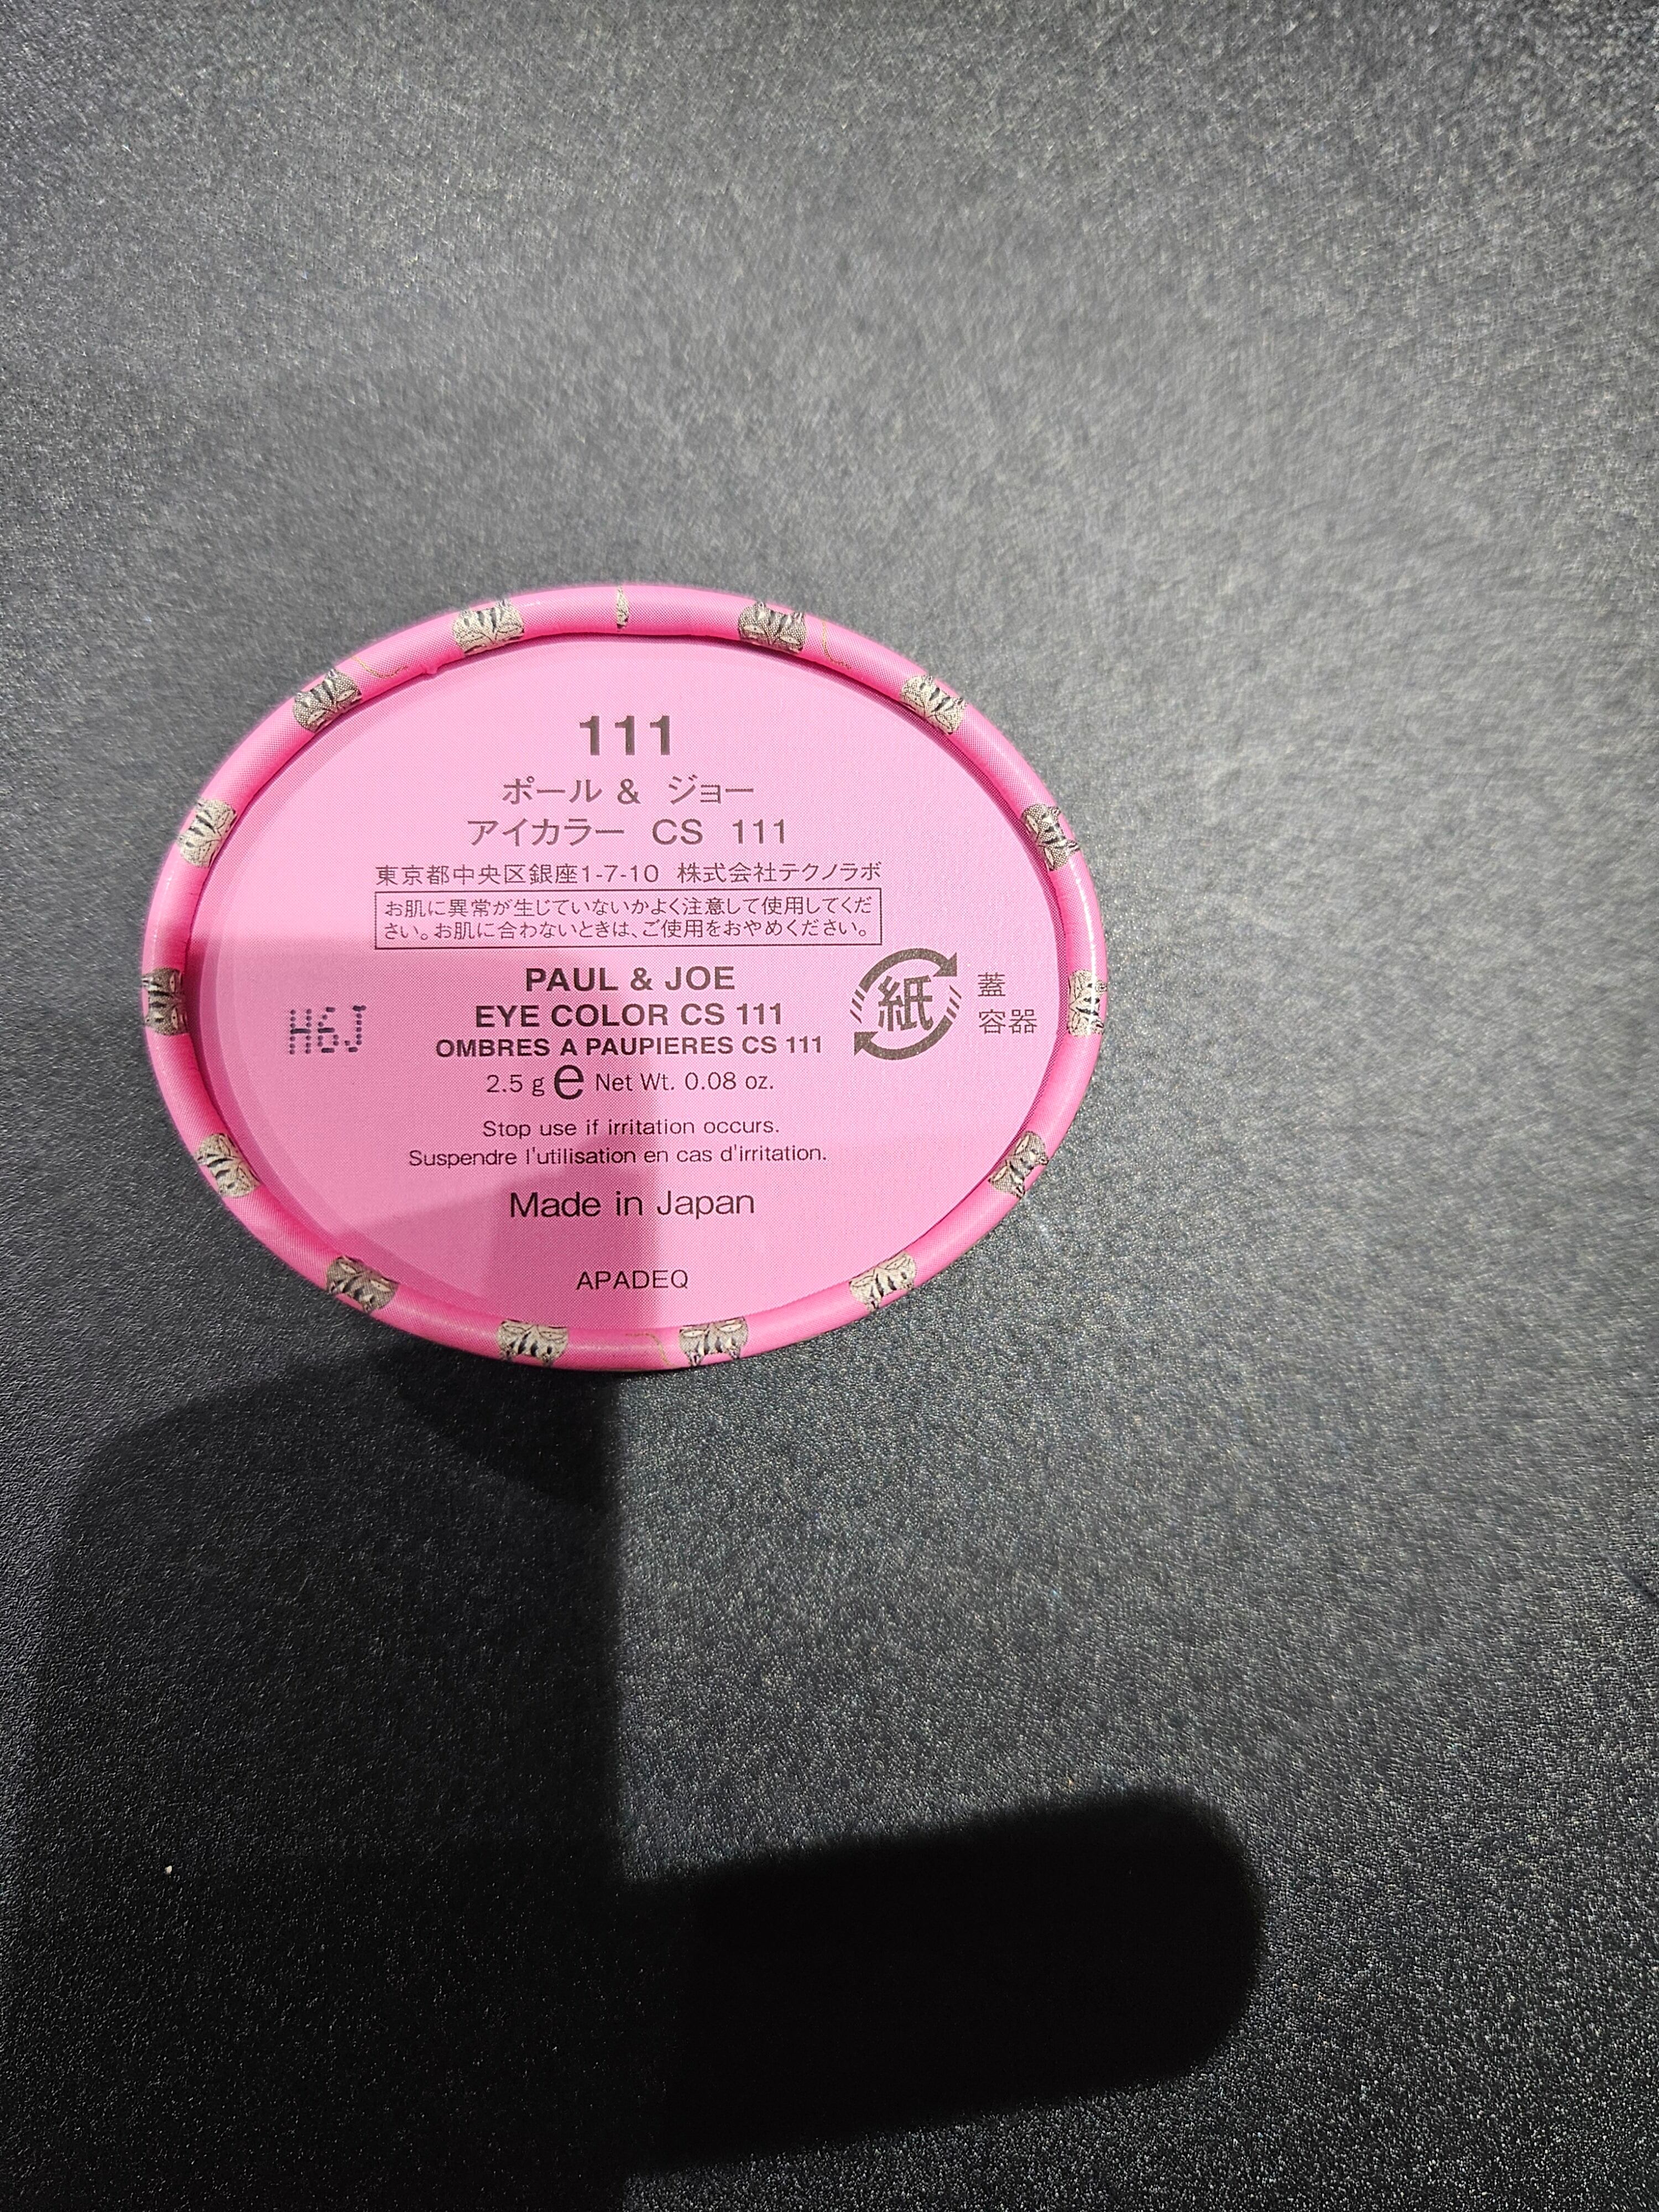 111
ポール & ジョー
アイカラー CS 111
東京都中央区銀座1-7-10 株式会社テクノラボ
お肌に異常が生じていないかよく注意して使用してくだ
さい。お肌に合わないときは、ご使用をおやめください。
PAUL & JOE
EYE COLOR CS 111
OMBRES A PAUPIERES CS 111
2.5 g e Net Wt. 0.08 oz.
H6J
紙
蓋
容器
Stop use if irritation occurs.
Suspendre l'utilisation en cas d'irritation.
Made in Japan
APADEQ